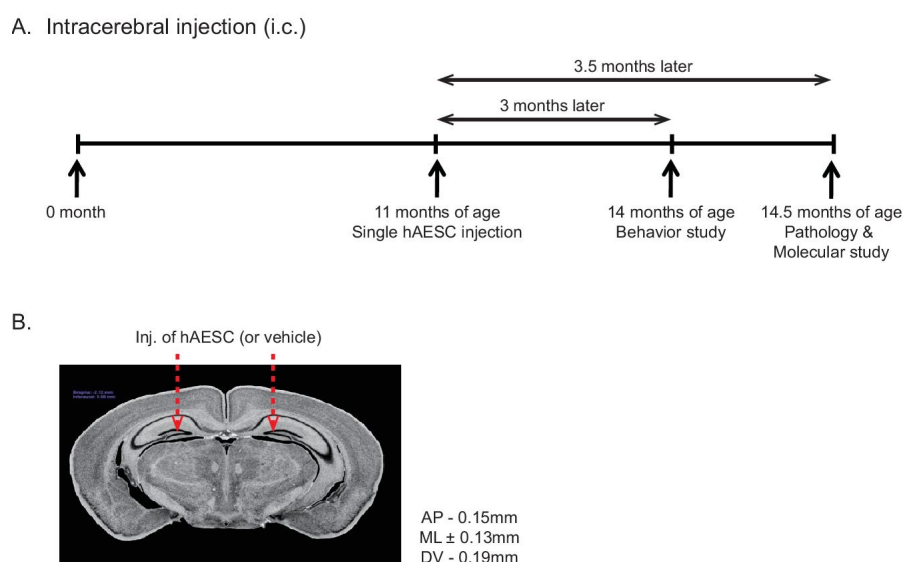 A. Intracerebral injection (i.c.)
3.5 months later
3 months later
0 month
11 months of age
Single hAESC injection
14 months of age
Behavior study
14.5 months of age
Pathology &
Molecular study
B.
Inj. of hAESC (or vehicle)
AP - 0.15mm
ML ± 0.13mm
DV - 0.19mm